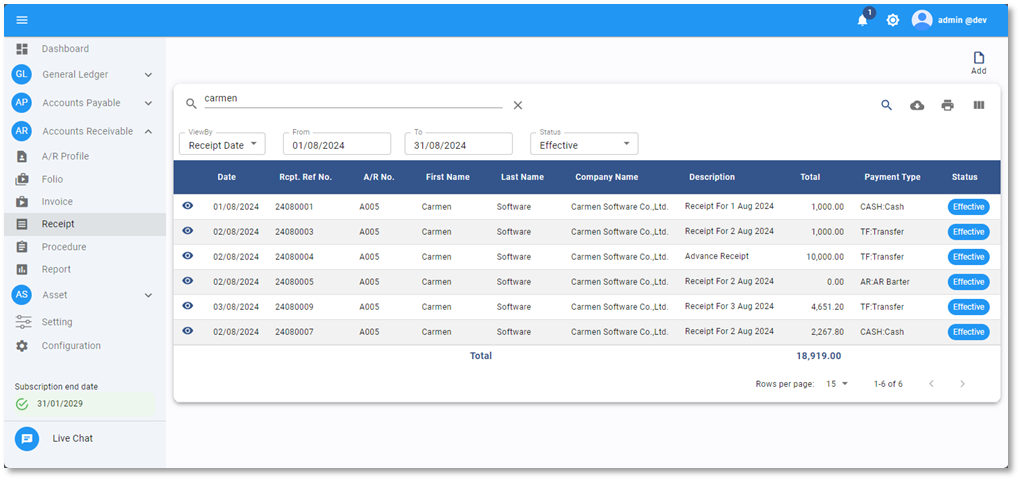 1
admin @dev
Dashboard
GL General Ledger
AP Accounts Payable
AR Accounts Receivable
A/R Profile
Folio
Invoice
Receipt
Procedure
Report
AS Asset
Setting
Configuration
Subscription end date
31/01/2029
Live Chat
Add
carmen
ViewBy From To Status
Receipt Date 01/08/2024 31/08/2024 Effective
Date Rcpt. Ref No. A/R No. First Name Last Name Company Name Description Total Payment Type Status
01/08/2024 24080001 A005 Carmen Software Carmen Software Co.,Ltd. Receipt For 1 Aug 2024 1,000.00 CASH:Cash Effective
02/08/2024 24080003 A005 Carmen Software Carmen Software Co.,Ltd. Receipt For 2 Aug 2024 1,000.00 TF:Transfer Effective
02/08/2024 24080004 A005 Carmen Software Carmen Software Co.,Ltd. Advance Receipt 10,000.00 TF:Transfer Effective
02/08/2024 24080005 A005 Carmen Software Carmen Software Co.,Ltd. Receipt For 2 Aug 2024 0.00 AR:AR Barter Effective
03/08/2024 24080009 A005 Carmen Software Carmen Software Co.,Ltd. Receipt For 3 Aug 2024 4,651.20 TF:Transfer Effective
02/08/2024 24080007 A005 Carmen Software Carmen Software Co.,Ltd. Receipt For 2 Aug 2024 2,267.80 CASH:Cash Effective
Total 18,919.00
Rows per page: 15 1-6 of 6